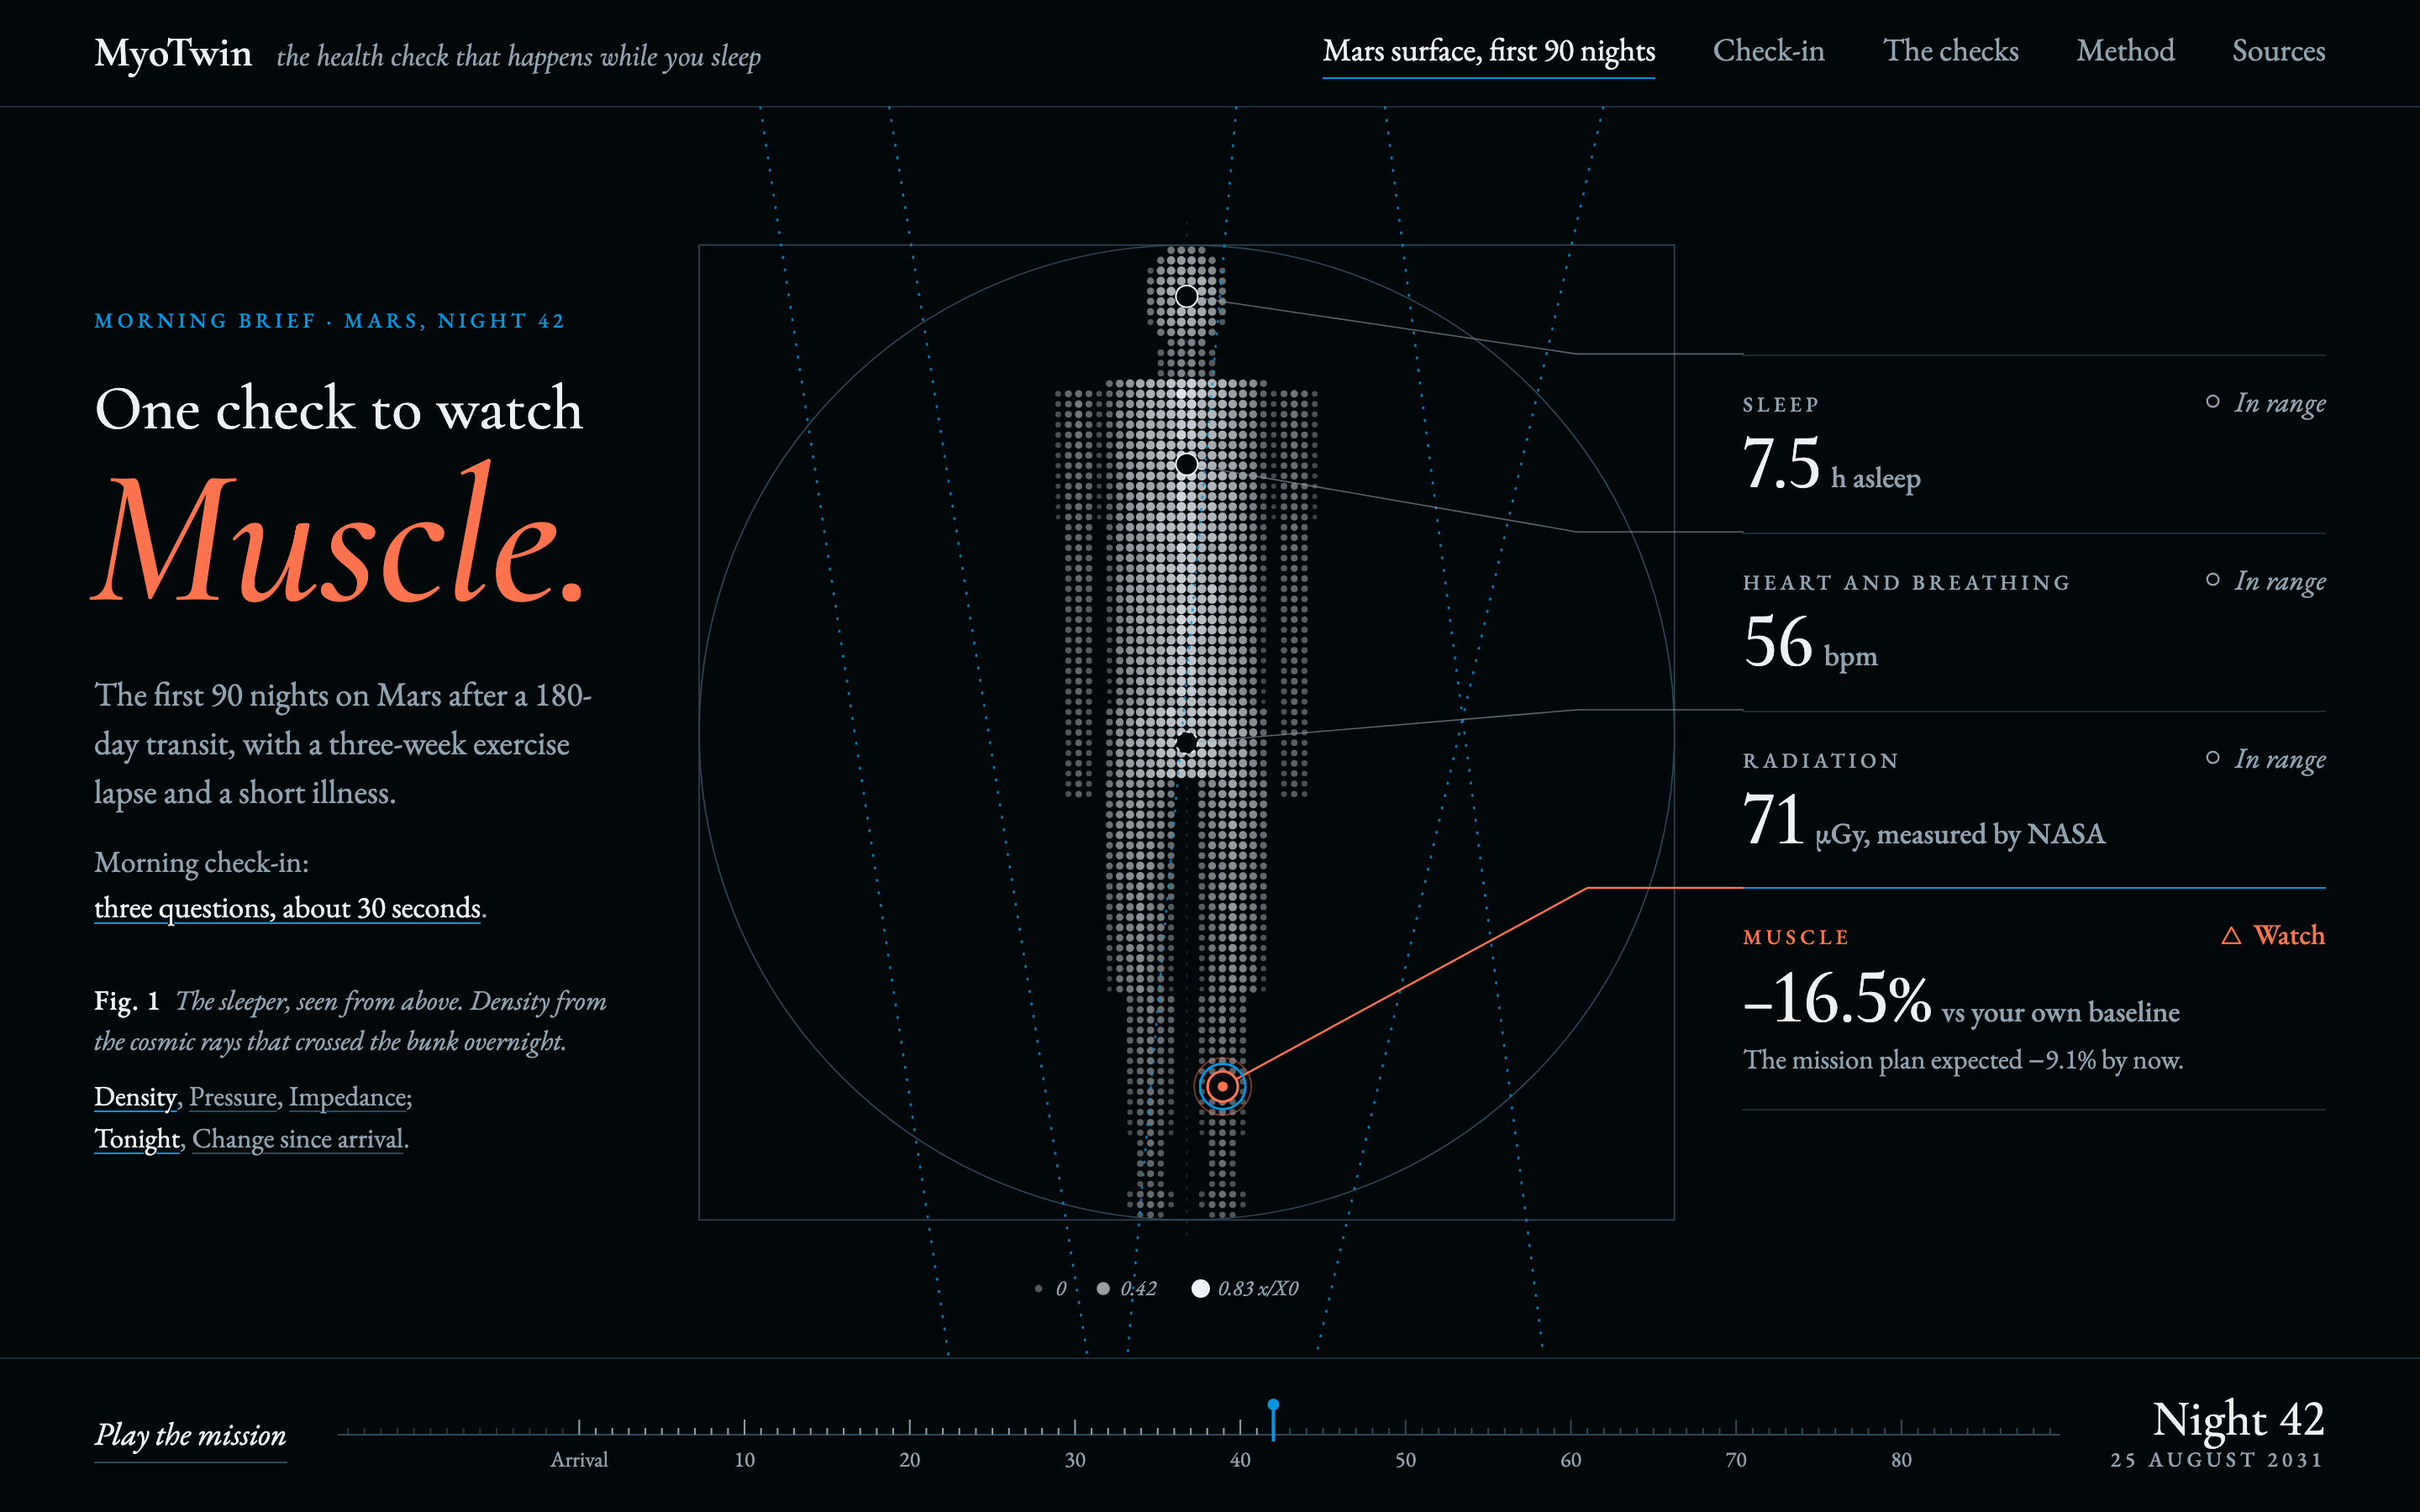 MyoTwin the health check that happens while you sleep
Mars surface, first 90 nights
Check-in
The checks
Method
Sources
MORNING BRIEF · MARS, NIGHT 42
One check to watch
Muscle.
The first 90 nights on Mars after a 180-
day transit, with a three-week exercise
lapse and a short illness.
Morning check-in:
three questions, about 30 seconds.
Fig. 1 The sleeper, seen from above. Density from
the cosmic rays that crossed the bunk overnight.
Density, Pressure, Impedance;
Tonight, Change since arrival.
0 0.42 0.83 x/X0
SLEEP In range
7.5 h asleep
HEART AND BREATHING In range
56 bpm
RADIATION In range
71 μGy, measured by NASA
MUSCLE Watch
–16.5% vs your own baseline
The mission plan expected –9.1% by now.
Play the mission
Arrival 10 20 30 40 50 60 70 80
Night 42
25 AUGUST 2031